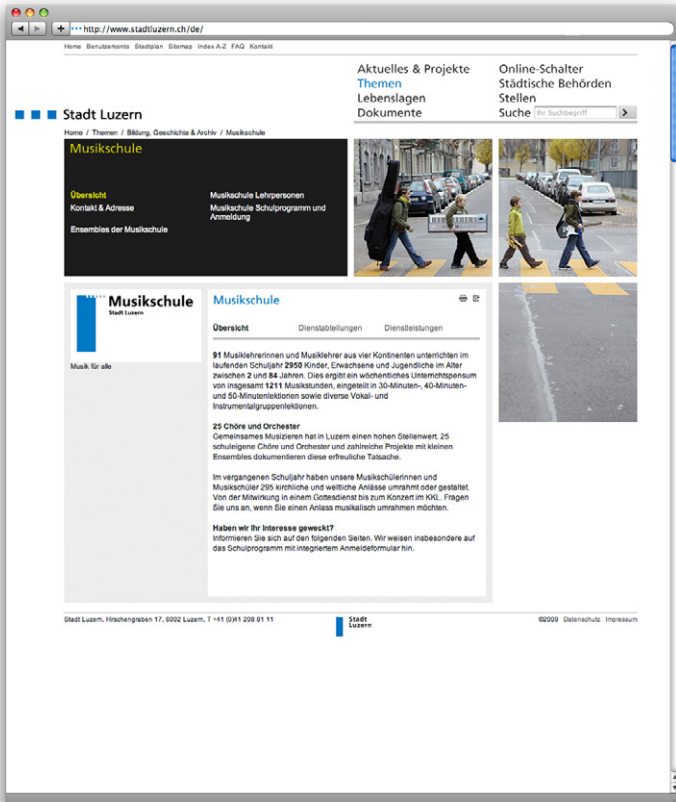 http://www.stadtluzern.ch/de/
Home Benutzerkonto Stadtplan Sitemap Index A-Z FAQ Kontakt
Aktuelles & Projekte
Themen
Lebenslagen
Dokumente
Online-Schalter
Städtische Behörden
Stellen
Suche Ihr Suchbegriff
Stadt Luzern
Home / Themen / Bildung, Geschichte & Archiv / Musikschule
Musikschule
Übersicht
Kontakt & Adresse
Ensembles der Musikschule
Musikschule Lehrpersonen
Musikschule Schulprogramm und
Anmeldung
Musikschule
Stadt Luzern
Musik für alle
Musikschule
Übersicht Dienstabteilungen Dienstleistungen
91 Musiklehrerinnen und Musiklehrer aus vier Kontinenten unterrichten im
laufenden Schuljahr 2950 Kinder, Erwachsene und Jugendliche im Alter
zwischen 2 und 84 Jahren. Dies ergibt ein wöchentliches Unterrichtspensum
von insgesamt 1211 Musikstunden, eingeteilt in 30-Minuten-, 40-Minuten-
und 50-Minutenlektionen sowie diverse Vokal- und
Instrumentalgruppenlektionen.
25 Chöre und Orchester
Gemeinsames Musizieren hat in Luzern einen hohen Stellenwert. 25
schuleigene Chöre und Orchester und zahlreiche Projekte mit kleinen
Ensembles dokumentieren diese erfreuliche Tatsache.
Im vergangenen Schuljahr haben unsere Musikschülerinnen und
Musikschüler 295 kirchliche und weltliche Anlässe umrahmt oder gestaltet.
Von der Mitwirkung in einem Gottesdienst bis zum Konzert im KKL. Fragen
Sie uns an, wenn Sie einen Anlass musikalisch umrahmen möchten.
Haben wir Ihr Interesse geweckt?
Informieren Sie sich auf den folgenden Seiten. Wir weisen insbesondere auf
das Schulprogramm mit integriertem Anmeldeformular hin.
Stadt Luzern, Hirschengraben 17, 6002 Luzern, T +41 (0)41 208 81 11
Stadt
Luzern
©2009 Datenschutz Impressum